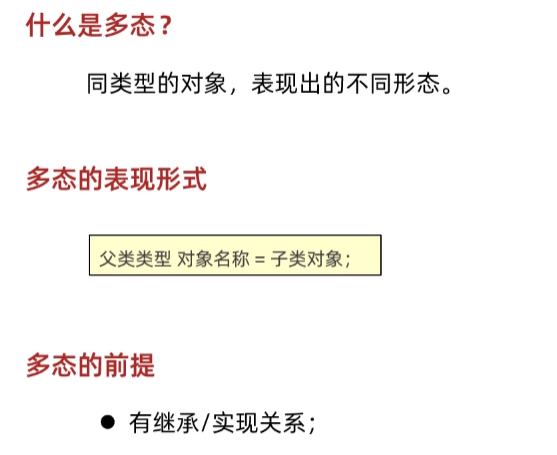 什么是多态？
同类型的对象，表现出的不同形态。
多态的表现形式
父类类型 对象名称 = 子类对象；
多态的前提
● 有继承/实现关系；